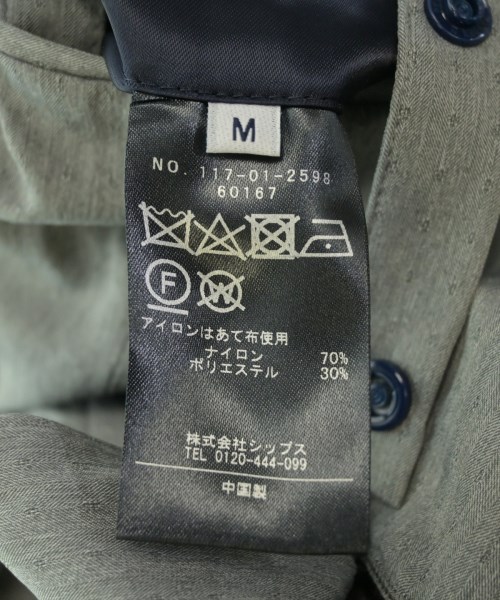 M
NO. 117-01-2598
60167
F
W
アイロンはあて布使用
ナイロン 70%
ポリエステル 30%
株式会社シップス
TEL 0120-444-099
中国製